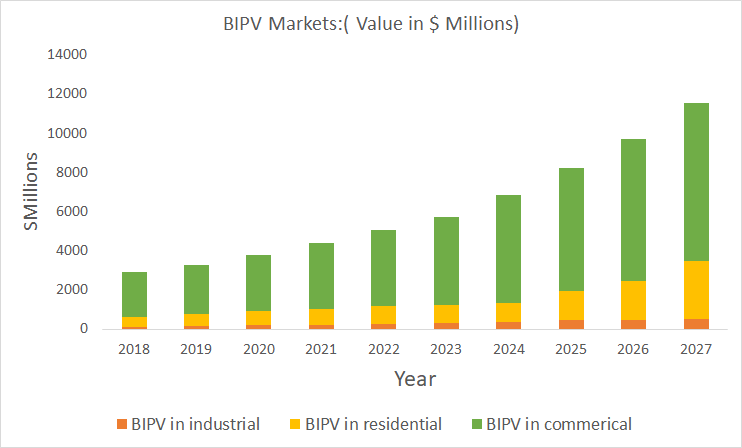 BIPV Markets:( Value in $ Millions)
14000
12000
10000
8000
6000
4000
2000
0
$Millions
2018 2019 2020 2021 2022 2023 2024 2025 2026 2027
Year
BIPV in industrial BIPV in residential BIPV in commerical